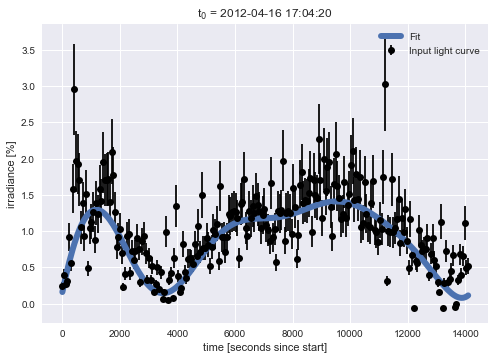 t₀ = 2012-04-16 17:04:20
Fit
Input light curve
3.5
3.0
2.5
2.0
1.5
1.0
0.5
0.0
irradiance [%]
0 2000 4000 6000 8000 10000 12000 14000
time [seconds since start]